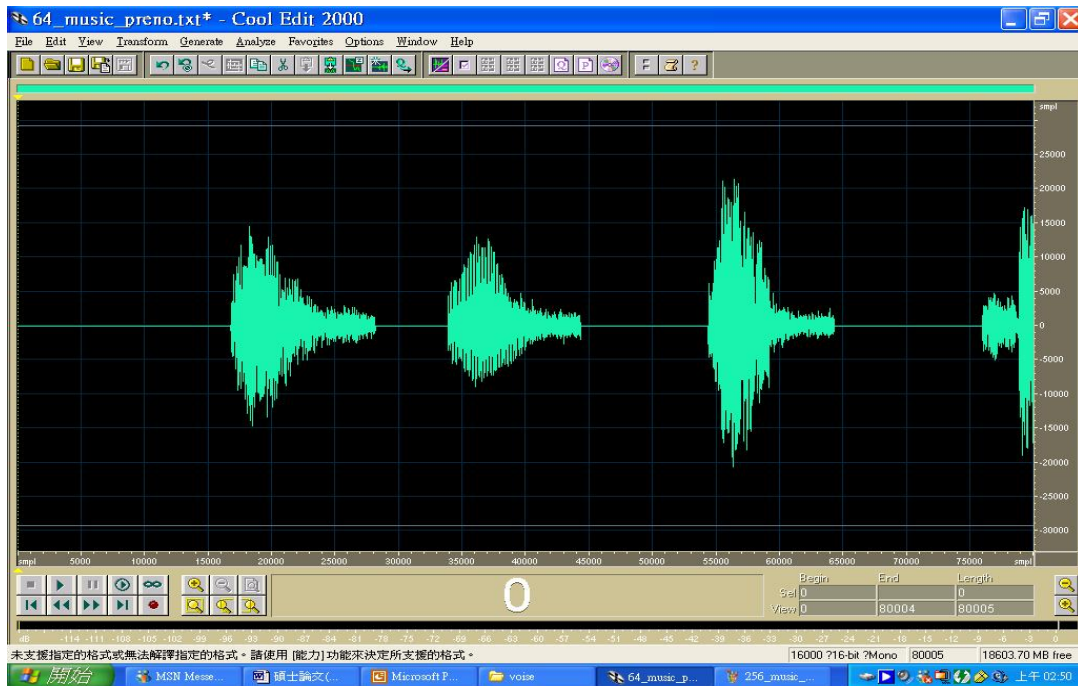 64_music_preno.txt* - Cool Edit 2000
File Edit View Transform Generate Analyze Favorites Options Window Help
F ?
smpl
25000
20000
15000
10000
5000
0
-5000
-10000
-15000
-20000
-25000
-30000
smpl 5000 10000 15000 20000 25000 30000 35000 40000 45000 50000 55000 60000 65000 70000 75000 smpl
0
Begin End Length
Sel 0 0
View 0 80004 80005
dB -114 -111 -108 -105 -102 -99 -96 -93 -90 -87 -84 -81 -78 -75 -72 -69 -66 -63 -60 -57 -54 -51 -48 -45 -42 -39 -36 -33 -30 -27 -24 -21 -18 -15 -12 -9 -6 -3 0
未支援指定的格式或無法解譯指定的格式。請使用 [能力] 功能來決定所支援的格式。 16000 ?16-bit ?Mono 80005 18603.70 MB free
開始 MSN Messe... 碩士論文(... Microsoft P... voise 64_music_p... 256_music_... 上午 02:50